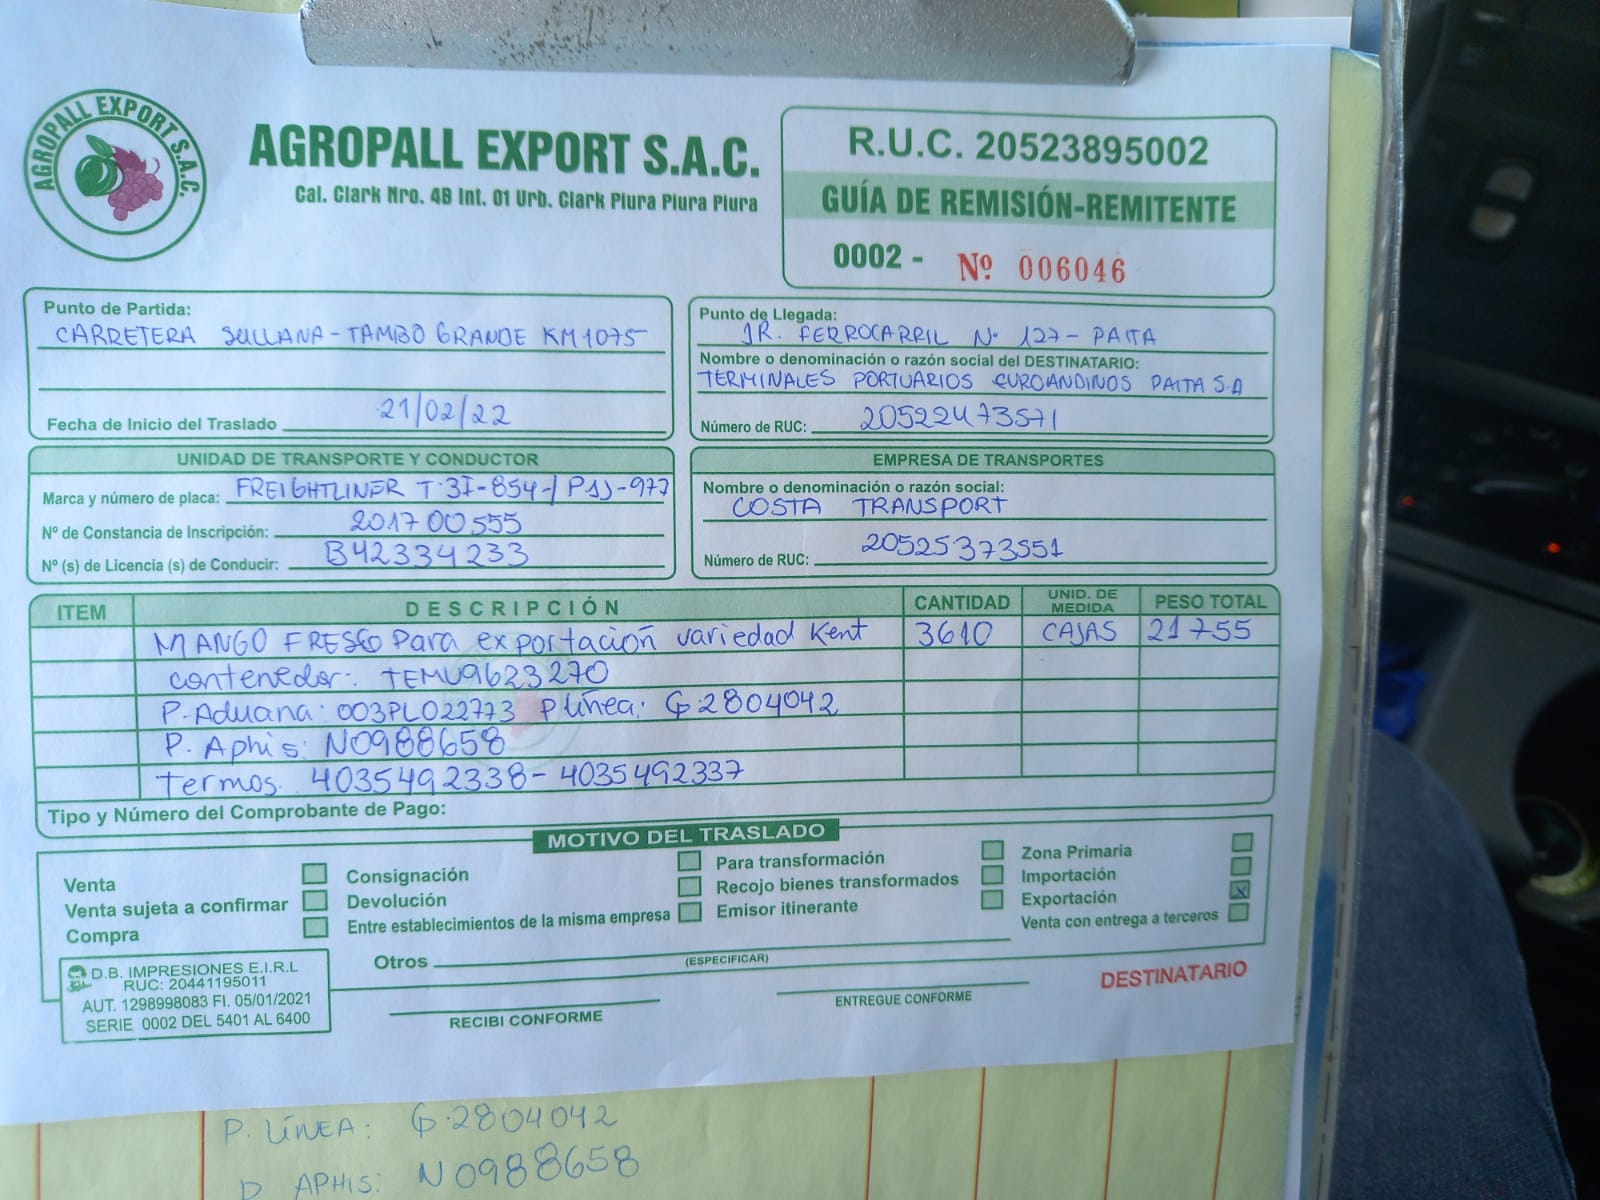 AGROPALL EXPORT S.A.C.
AGROPALL EXPORT S.A.C.
Cal. Clark Nro. 4B Int. 01 Urb. Clark Piura Piura Piura
R.U.C. 20523895002
GUÍA DE REMISIÓN-REMITENTE
0002 - Nº 006046
Punto de Partida:
CARRETERA SULLANA-TAMBO GRANDE KM 1075
Fecha de Inicio del Traslado 21/02/22
Punto de Llegada:
JR. FERROCARRIL Nº 127- PAITA
Nombre o denominación o razón social del DESTINATARIO:
TERMINALES PORTUARIOS EUROANDINOS PAITA S.A
Número de RUC: 20522473571
UNIDAD DE TRANSPORTE Y CONDUCTOR
Marca y número de placa: FREIGHTLINER T3I-854-/P1J-977
Nº de Constancia de Inscripción: 201700555
Nº (s) de Licencia (s) de Conducir: B42334233
EMPRESA DE TRANSPORTES
Nombre o denominación o razón social:
COSTA TRANSPORT
Número de RUC: 20525373551
ITEM DESCRIPCIÓN CANTIDAD UNID. DE MEDIDA PESO TOTAL
MANGO FRESCO Para exportación variedad Kent 3610 CAJAS 21755
contenedor: TEMU9623270
P.Aduana: 003PL022773 P línea: G2804042
P. Aphis: N0988658
Termos. 4035492338- 4035492337
Tipo y Número del Comprobante de Pago:
MOTIVO DEL TRASLADO
Venta
Venta sujeta a confirmar
Compra
Consignación
Devolución
Entre establecimientos de la misma empresa
Para transformación
Recojo bienes transformados
Emisor itinerante
Zona Primaria
Importación
Exportación X
Venta con entrega a terceros
Otros
(ESPECIFICAR)
D.B. IMPRESIONES E.I.R.L
RUC: 20441195011
AUT. 1298998083 FI. 05/01/2021
SERIE 0002 DEL 5401 AL 6400
RECIBI CONFORME
ENTREGUE CONFORME
DESTINATARIO
P. LÍNEA: G.2804042
P. APHIS: N0988658